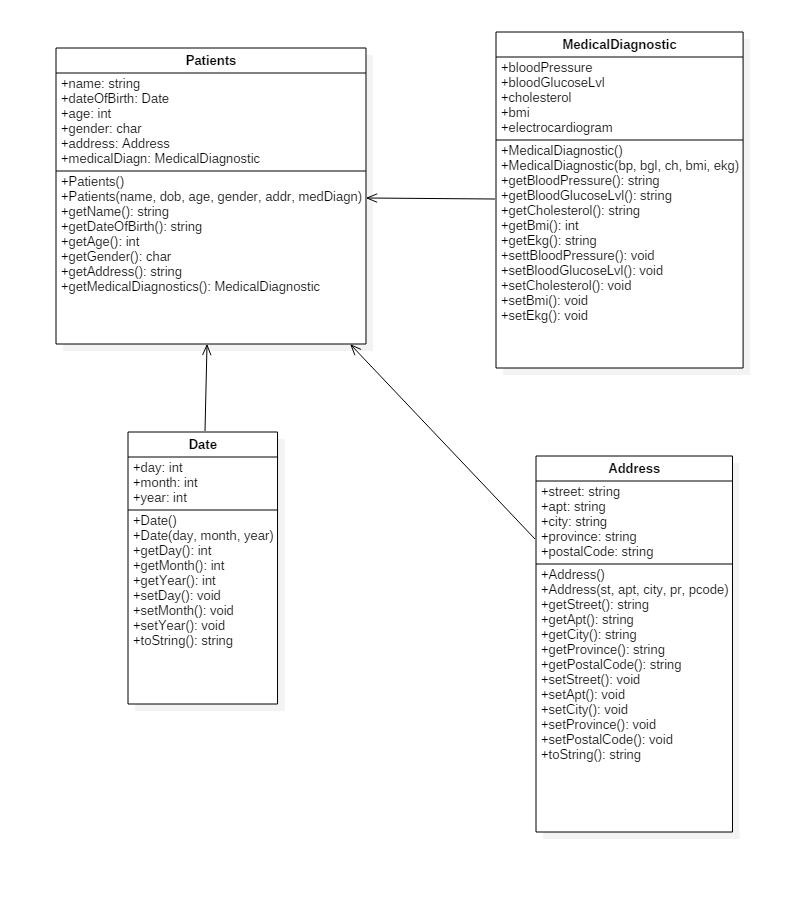 Patients
+name: string
+dateOfBirth: Date
+age: int
+gender: char
+address: Address
+medicalDiagn: MedicalDiagnostic
+Patients()
+Patients(name, dob, age, gender, addr, medDiagn)
+getName(): string
+getDateOfBirth(): string
+getAge(): int
+getGender(): char
+getAddress(): string
+getMedicalDiagnostics(): MedicalDiagnostic
MedicalDiagnostic
+bloodPressure
+bloodGlucoseLvl
+cholesterol
+bmi
+electrocardiogram
+MedicalDiagnostic()
+MedicalDiagnostic(bp, bgl, ch, bmi, ekg)
+getBloodPressure(): string
+getBloodGlucoseLvl(): string
+getCholesterol(): string
+getBmi(): int
+getEkg(): string
+settBloodPressure(): void
+setBloodGlucoseLvl(): void
+setCholesterol(): void
+setBmi(): void
+setEkg(): void
Date
+day: int
+month: int
+year: int
+Date()
+Date(day, month, year)
+getDay(): int
+getMonth(): int
+getYear(): int
+setDay(): void
+setMonth(): void
+setYear(): void
+toString(): string
Address
+street: string
+apt: string
+city: string
+province: string
+postalCode: string
+Address()
+Address(st, apt, city, pr, pcode)
+getStreet(): string
+getApt(): string
+getCity(): string
+getProvince(): string
+getPostalCode(): string
+setStreet(): void
+setApt(): void
+setCity(): void
+setProvince(): void
+setPostalCode(): void
+toString(): string